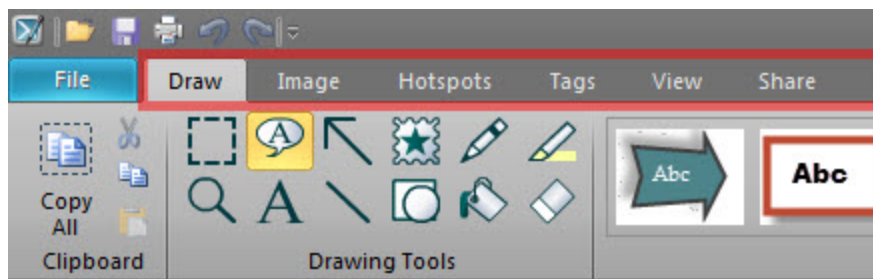 File Draw Image Hotspots Tags View Share
A
A
Copy
All
Abc
Abc
Clipboard
Drawing Tools